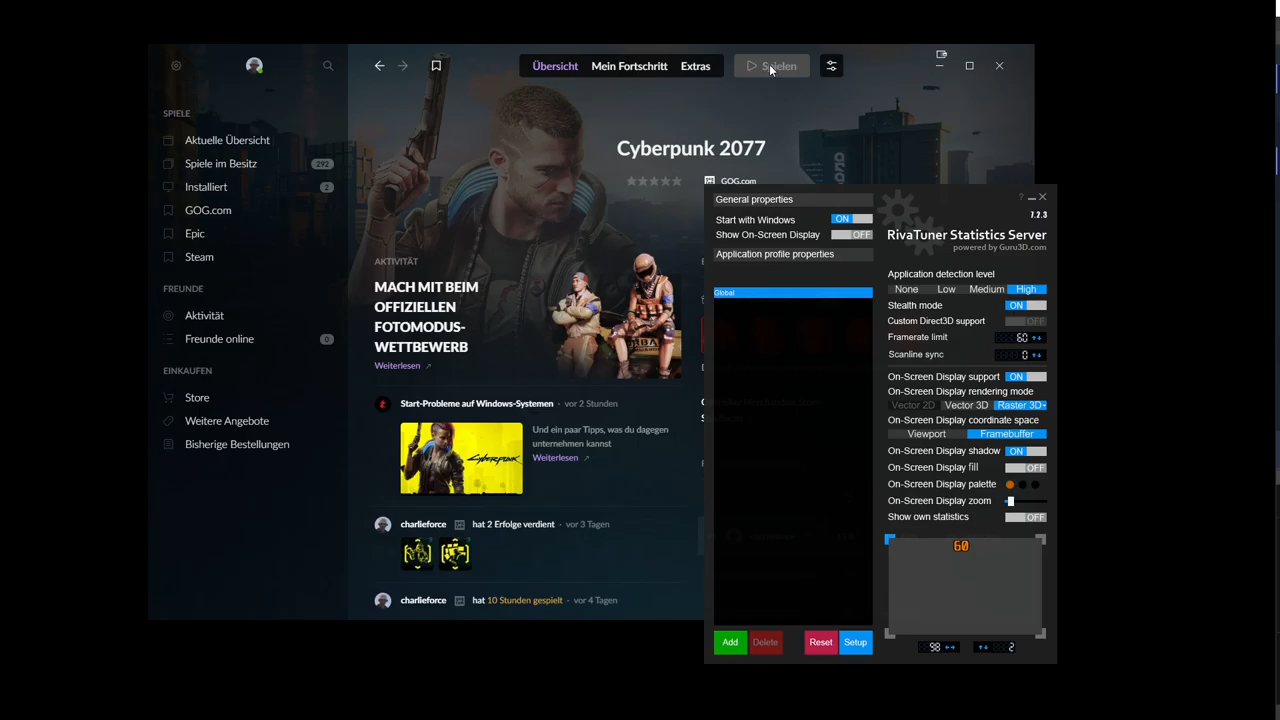 Übersicht
Mein Fortschritt
Extras
Spielen
SPIELE
Aktuelle Übersicht
Spiele im Besitz
292
Installiert
2
GOG.com
Epic
Steam
FREUNDE
Aktivität
Freunde online
0
EINKAUFEN
Store
Weitere Angebote
Bisherige Bestellungen
Cyberpunk 2077
GOG.com
AKTIVITÄT
MACH MIT BEIM
OFFIZIELLEN
FOTOMODUS-
WETTBEWERB
Weiterlesen
Start-Probleme auf Windows-Systemen - vor 2 Stunden
Und ein paar Tipps, was du dagegen
unternehmen kannst
Weiterlesen
charlieforce hat 2 Erfolge verdient - vor 3 Tagen
charlieforce hat 10 Stunden gespielt - vor 4 Tagen
General properties
Start with Windows ON
Show On-Screen Display OFF
Application profile properties
Global
Add
Delete
Reset
Setup
? 
7.2.3
RivaTuner Statistics Server
powered by Guru3D.com
Application detection level
None Low Medium High
Stealth mode ON
Custom Direct3D support OFF
Framerate limit 60
Scanline sync 0
On-Screen Display support ON
On-Screen Display rendering mode
Vector 2D Vector 3D Raster 3D
On-Screen Display coordinate space
Viewport Framebuffer
On-Screen Display shadow ON
On-Screen Display fill OFF
On-Screen Display palette
On-Screen Display zoom
Show own statistics OFF
60
98 2